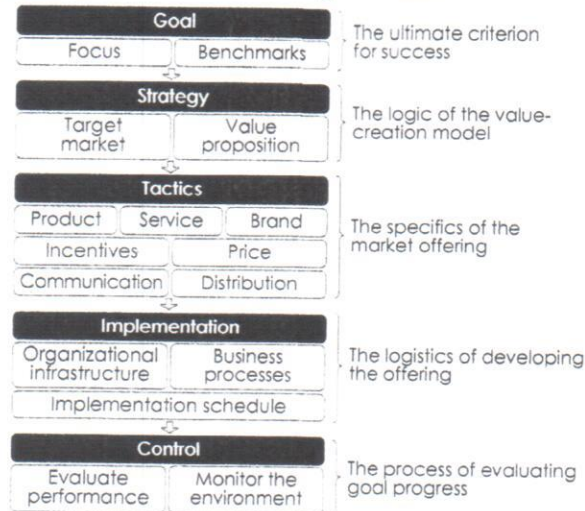 Goal
Focus Benchmarks
The ultimate criterion
for success
Strategy
Target
market
Value
proposition
The logic of the value-
creation model
Tactics
Product Service Brand
Incentives Price
Communication Distribution
The specifics of the
market offering
Implementation
Organizational
infrastructure
Business
processes
Implementation schedule
The logistics of developing
the offering
Control
Evaluate
performance
Monitor the
environment
The process of evaluating
goal progress